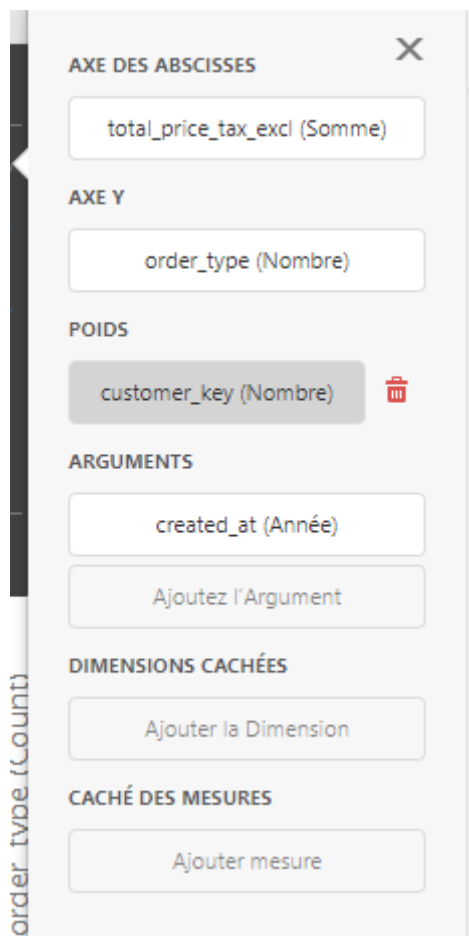 AXE DES ABSCISSES
total_price_tax_excl (Somme)
AXE Y
order_type (Nombre)
POIDS
customer_key (Nombre)
ARGUMENTS
created_at (Année)
Ajoutez l'Argument
DIMENSIONS CACHÉES
Ajouter la Dimension
CACHÉ DES MESURES
Ajouter mesure
order_type (Count)